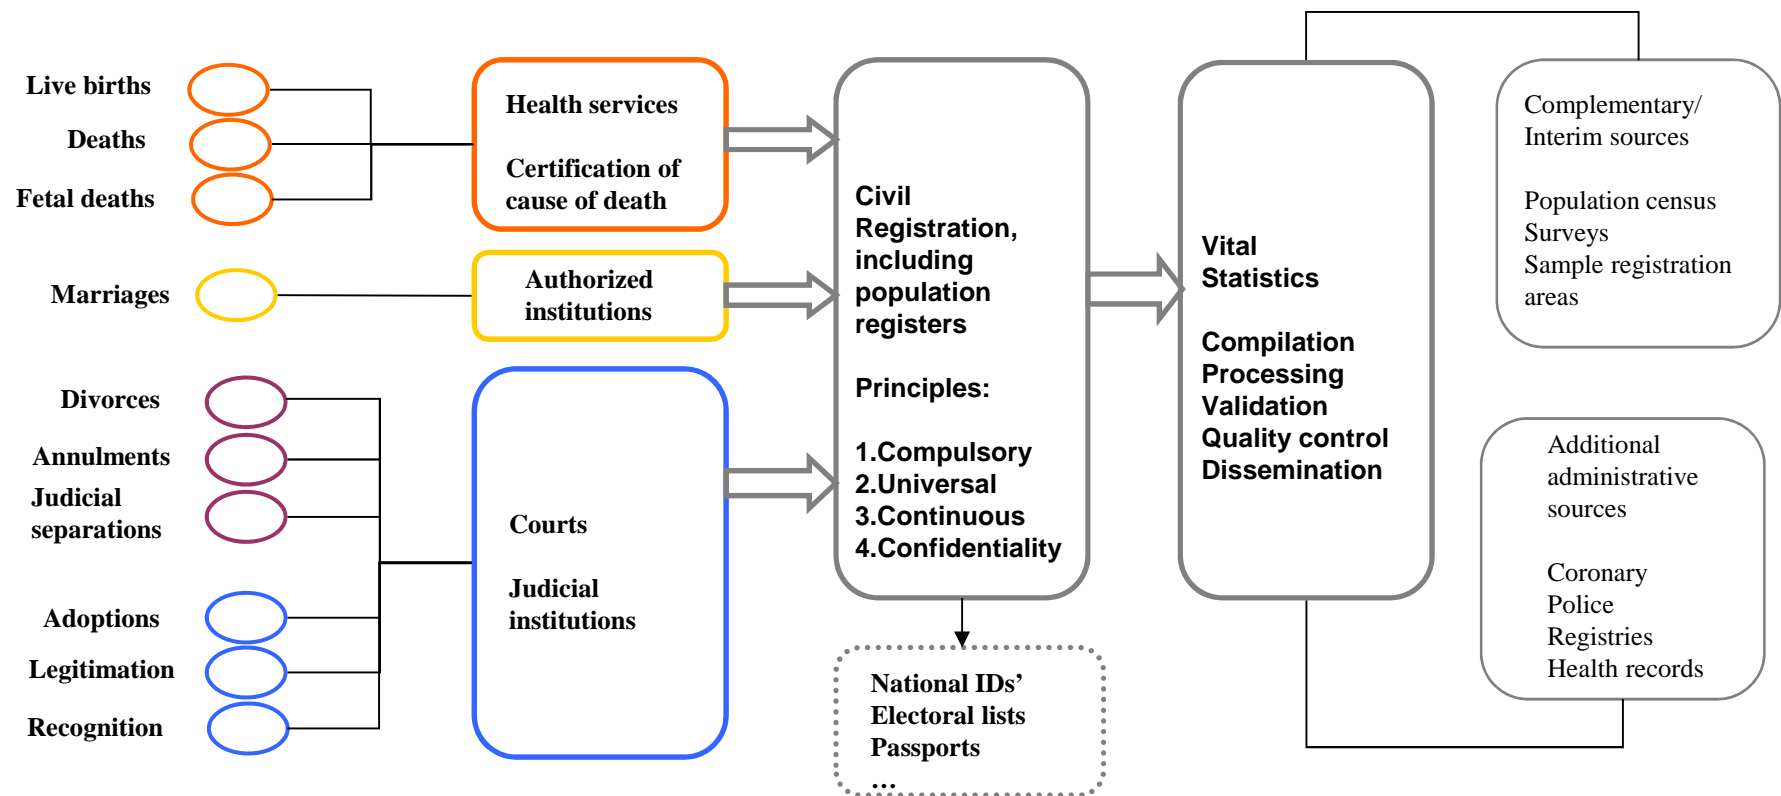 Live births
Deaths
Fetal deaths
Marriages
Divorces
Annulments
Judicial
separations
Adoptions
Legitimation
Recognition
Health services
Certification of
cause of death
Authorized
institutions
Courts
Judicial
institutions
Civil
Registration,
including
population
registers
Principles:
1.Compulsory
2.Universal
3.Continuous
4.Confidentiality
National IDs’
Electoral lists
Passports
…
Vital
Statistics
Compilation
Processing
Validation
Quality control
Dissemination
Complementary/
Interim sources
Population census
Surveys
Sample registration
areas
Additional
administrative
sources
Coronary
Police
Registries
Health records